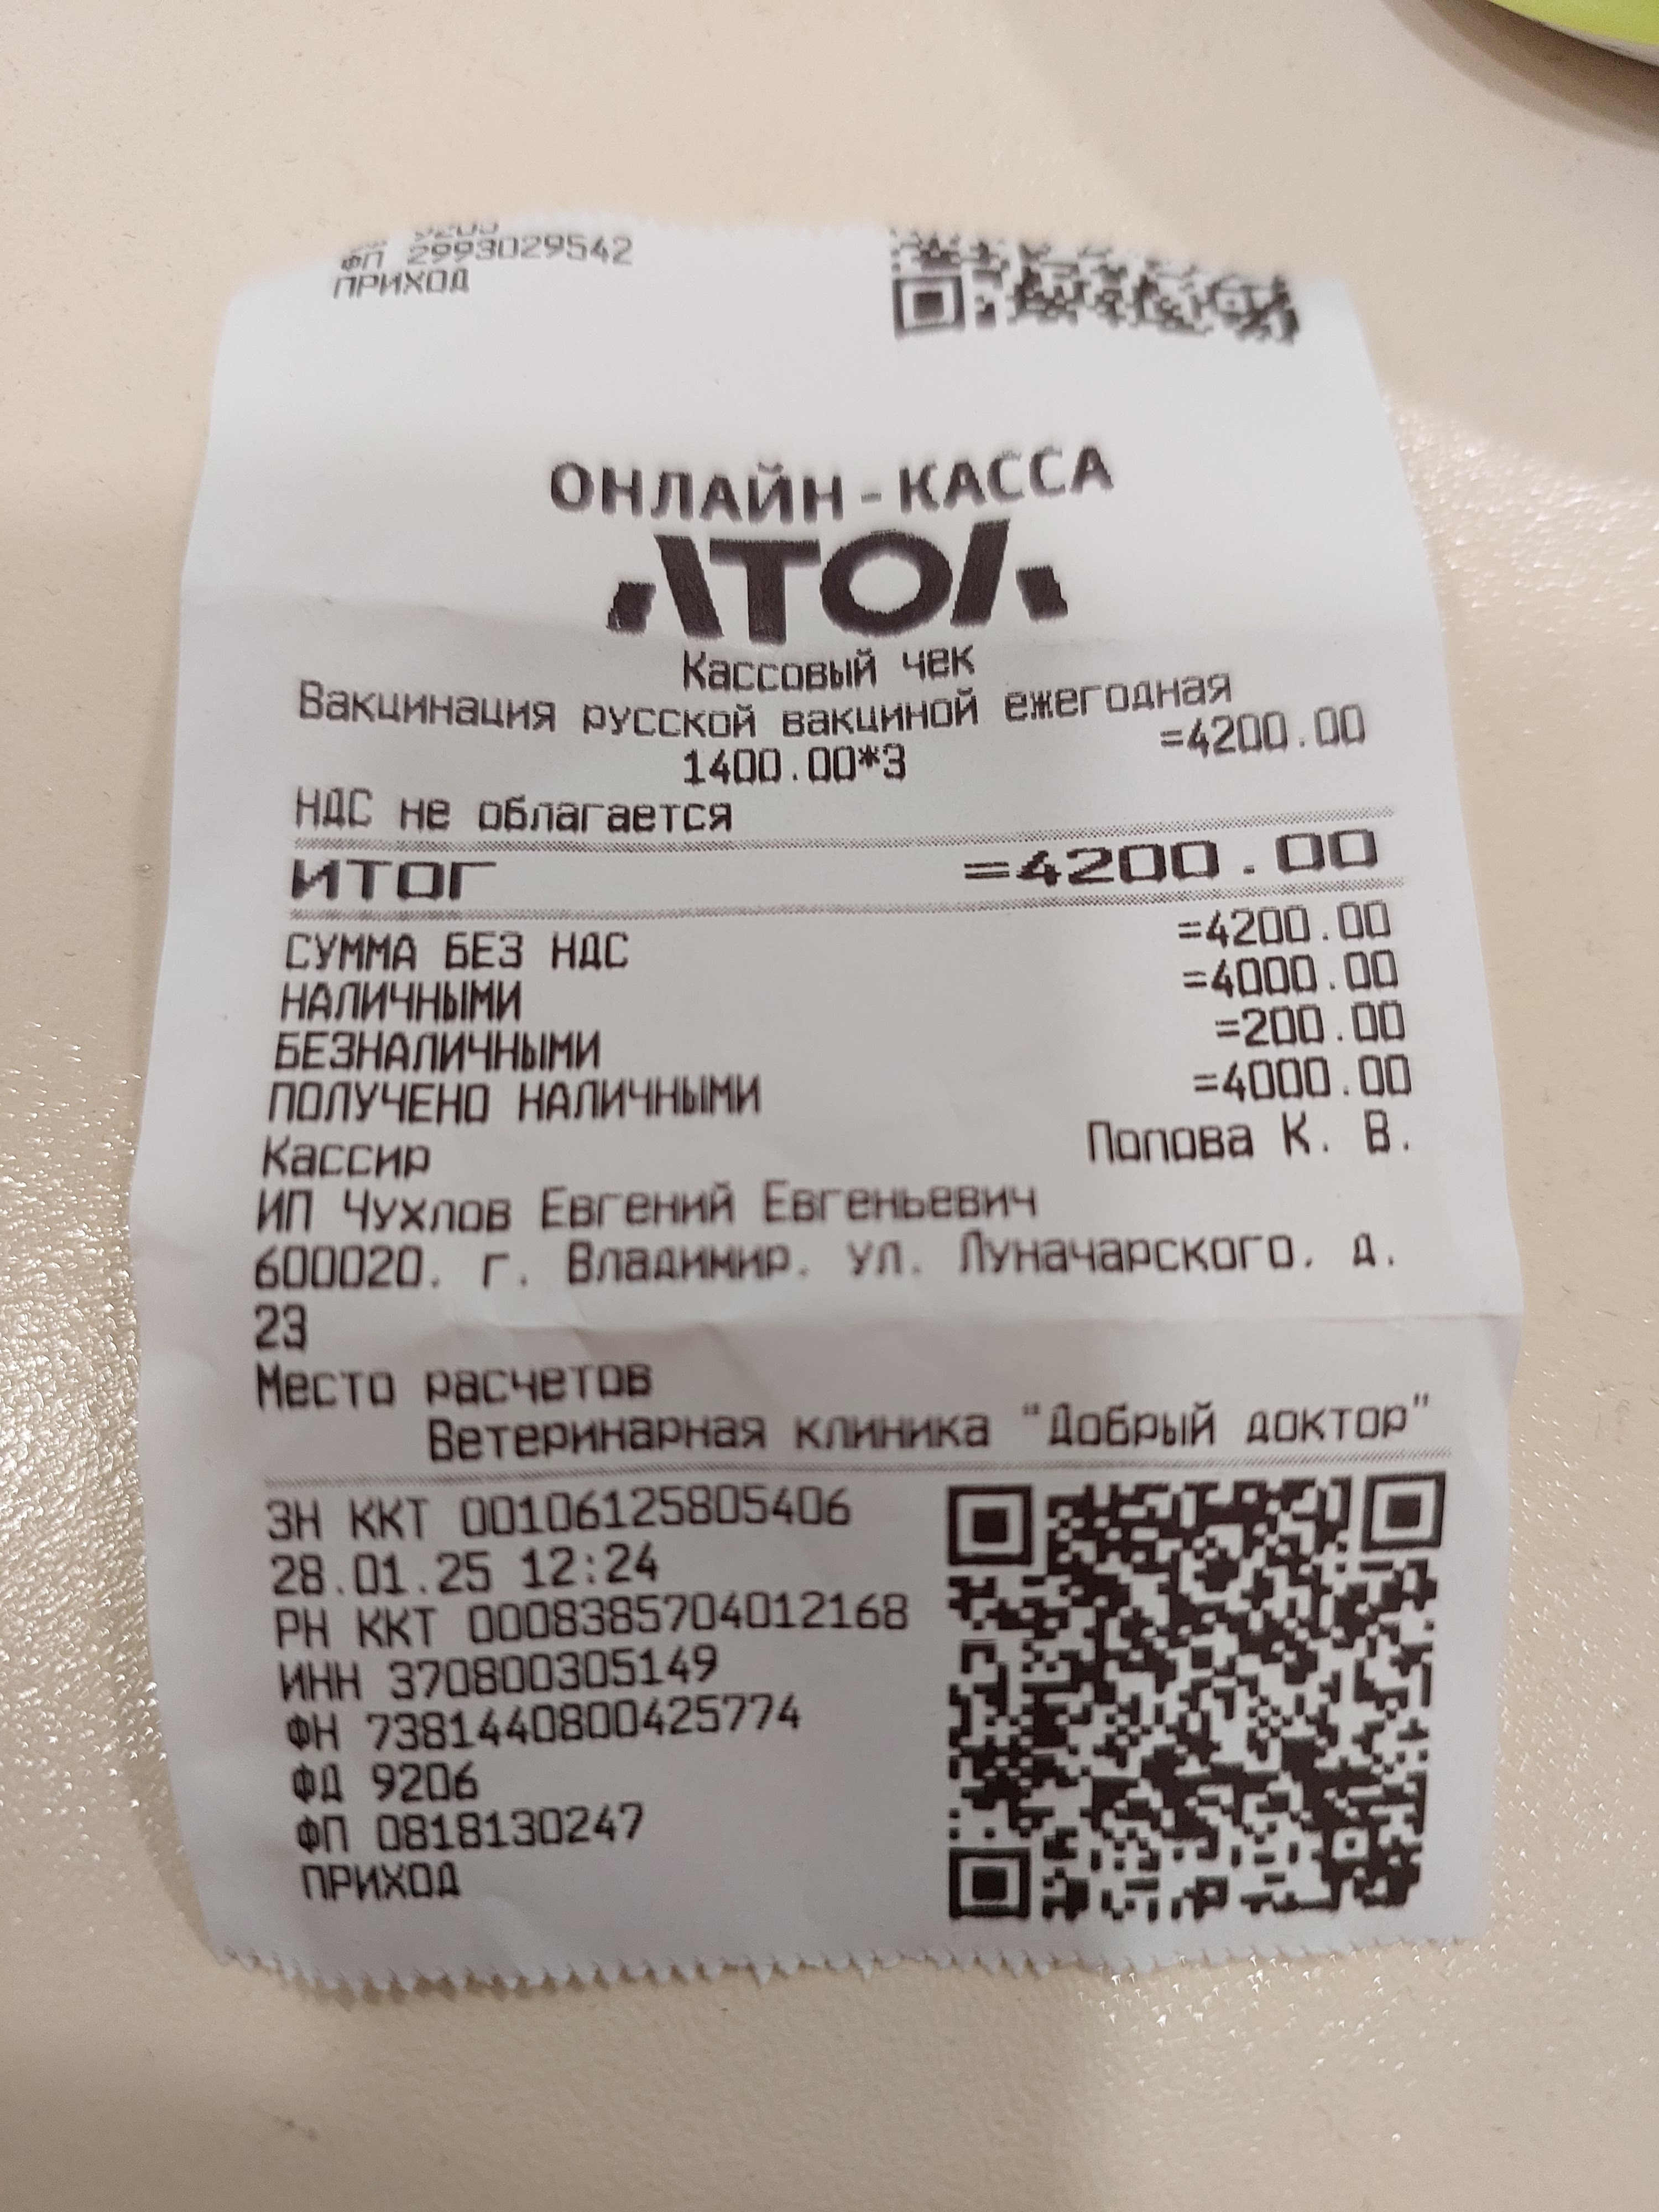 ФП 2993029542
ПРИХОД
ОНЛАЙН-КАССА
АТОЛ
Кассовый чек
Вакцинация русской вакциной ежегодная
1400.00*3 =4200.00
НДС не облагается
ИТОГ =4200.00
СУММА БЕЗ НДС =4200.00
НАЛИЧНЫМИ =4000.00
БЕЗНАЛИЧНЫМИ =200.00
ПОЛУЧЕНО НАЛИЧНЫМИ =4000.00
Кассир Попова К. В.
ИП Чухлов Евгений Евгеньевич
600020, г. Владимир, ул. Луначарского, д.
23
Место расчетов
Ветеринарная клиника "Добрый доктор"
ЗН ККТ 00106125805406
28.01.25 12:24
РН ККТ 0008385704012168
ИНН 370800305149
ФН 7381440800425774
ФД 9206
ФП 0818130247
ПРИХОД